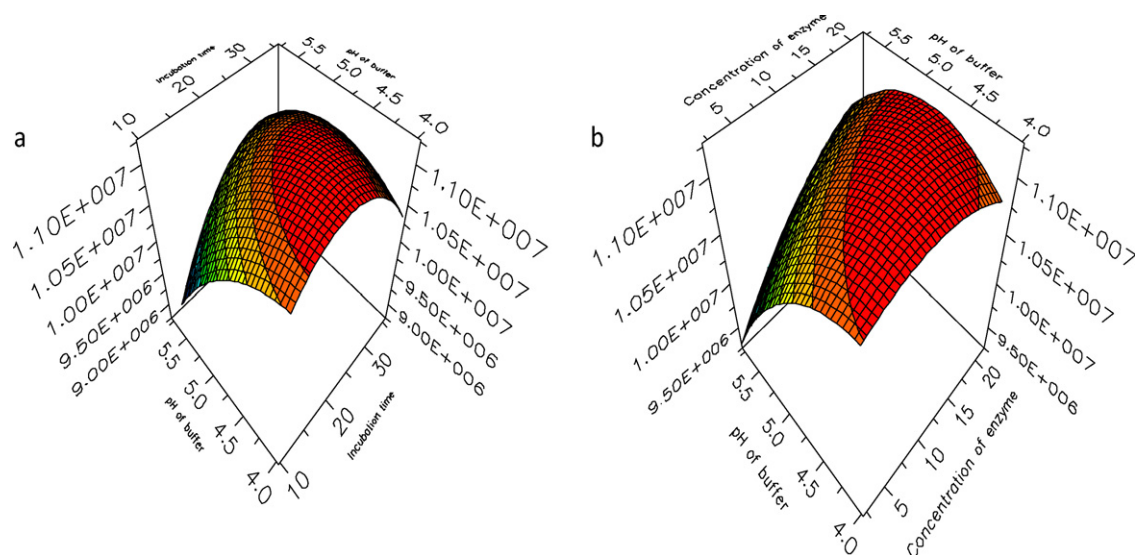 a
Incubation time
10
20
30
pH of buffer
5.5
5.0
4.5
4.0
1.10E+007
1.05E+007
1.00E+007
9.50E+006
9.00E+006
1.10E+007
1.05E+007
1.00E+007
9.50E+006
9.00E+006
5.5
5.0
4.5
4.0
pH of buffer
10
20
30
Incubation time
b
Concentration of enzyme
5
10
15
20
pH of buffer
5.5
5.0
4.5
4.0
1.10E+007
1.05E+007
1.00E+007
9.50E+006
1.10E+007
1.05E+007
1.00E+007
9.50E+006
5.5
5.0
4.5
4.0
pH of buffer
5
10
15
20
Concentration of enzyme